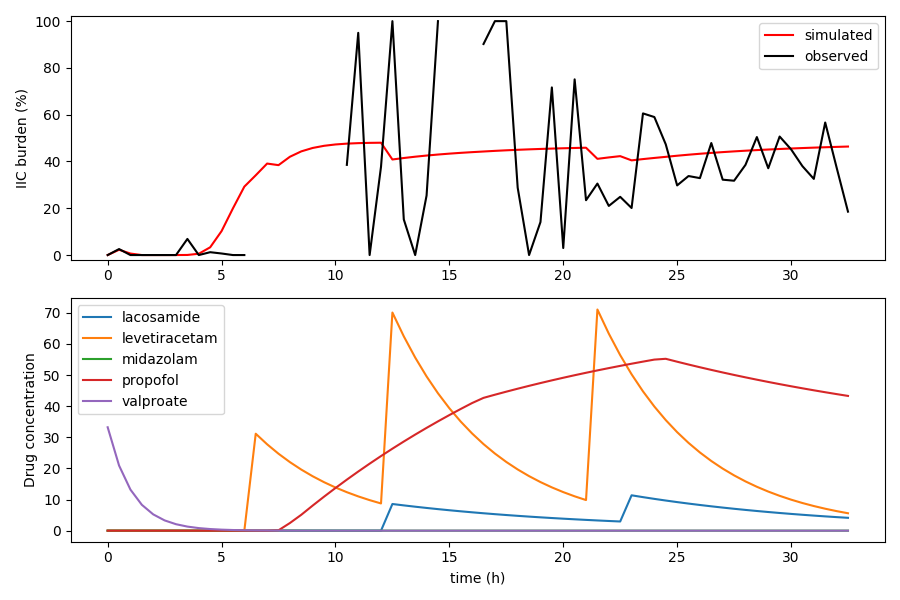 100
80
60
40
20
0
IIC burden (%)
simulated
observed
0 5 10 15 20 25 30
70
60
50
40
30
20
10
0
Drug concentration
lacosamide
levetiracetam
midazolam
propofol
valproate
0 5 10 15 20 25 30
time (h)